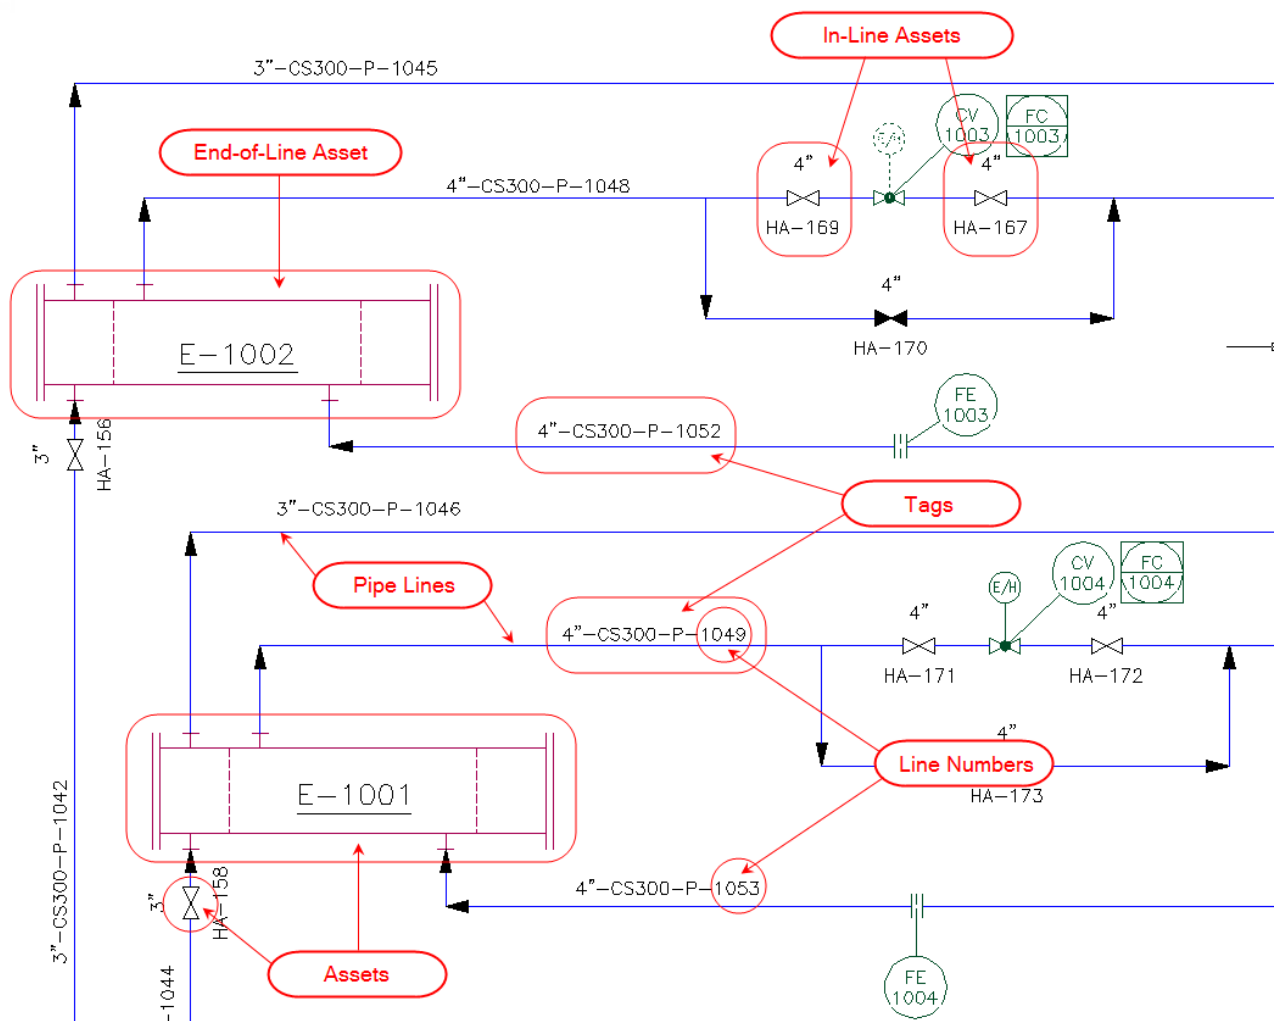 In-Line Assets
3”-CS300-P-1045
CV
1003
FC
1003
End-of-Line Asset
4”
4”
4”-CS300-P-1048
HA-169
HA-167
4”
E-1002
HA-170
FE
1003
4”-CS300-P-1052
3”
HA-156
Tags
3”-CS300-P-1046
Pipe Lines
CV
1004
FC
1004
E/H
4”
4”
4”-CS300-P-1049
HA-171
HA-172
4”
Line Numbers
E-1001
HA-173
3”-CS300-P-1042
4”-CS300-P-1053
3”
HA-158
Assets
FE
1004
-1044